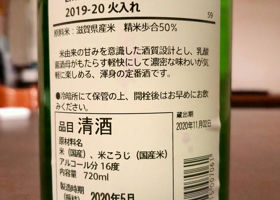 2019-20 火入れ
59
原料米：滋賀県産米　精米歩合50%
米由来の甘みを意識した酒質設計とし、乳酸
菌酒母がもたらす軽快にして濃密な味わいが気
軽に楽しめる、渾身の定番酒です。
●冷暗所にて保管の上、開栓後はお早めにお飲み
ください。
品目 清酒
原材料名
米（国産）、米こうじ（国産米）
アルコール分 16度
内容量 720ml
製造時期 2020年5月
蔵出期
2020年11月02日